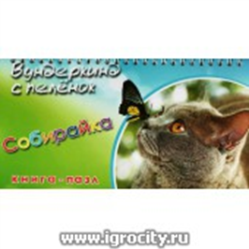 Вундеркинд
с пелёнок
Собирайка
книга-пазл
www.igrocity.ru